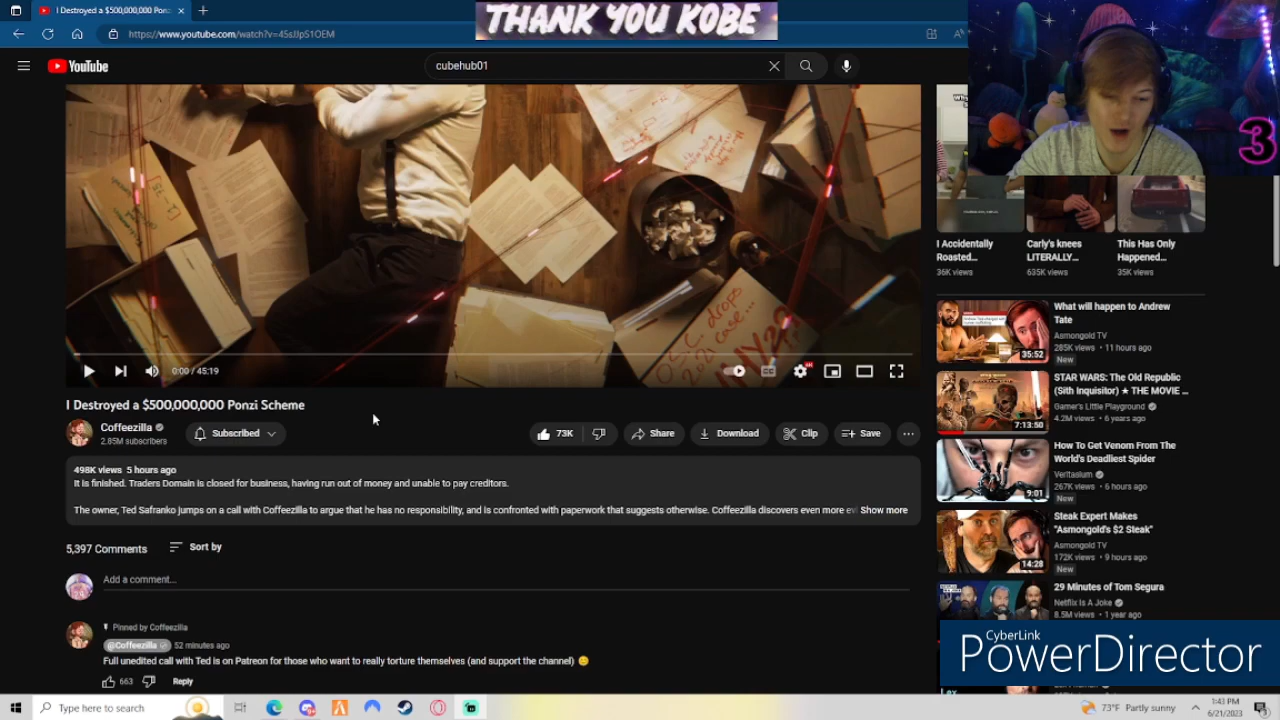 I Destroyed a $500,000,000 Ponz
THANK YOU KOBE
https://www.youtube.com/watch?v=45sJJpS1OEM
YouTube
cubehub01
3
O.C.C. drops
2021 case...
WHY??
0:00 / 45:19
I Destroyed a $500,000,000 Ponzi Scheme
Coffeezilla
2.85M subscribers
Subscribed
73K
Share
Download
Clip
Save
498K views 5 hours ago
It is finished. Traders Domain is closed for business, having run out of money and unable to pay creditors.
The owner, Ted Safranko jumps on a call with Coffeezilla to argue that he has no responsibility, and is confronted with paperwork that suggests otherwise. Coffeezilla discovers even more ev Show more
5,397 Comments
Sort by
Add a comment...
Pinned by Coffeezilla
@Coffeezilla 52 minutes ago
Full unedited call with Ted is on Patreon for those who want to really torture themselves (and support the channel)
663
Reply
I Accidentally
Roasted...
36K views
Carly's knees
LITERALLY...
635K views
This Has Only
Happened...
35K views
35:52
What will happen to Andrew
Tate
Asmongold TV
285K views • 11 hours ago
New
7:13:50
STAR WARS: The Old Republic
(Sith Inquisitor) ★ THE MOVIE ...
Gamer's Little Playground
4.2M views • 6 years ago
9:01
How To Get Venom From The
World's Deadliest Spider
Veritasium
267K views • 6 hours ago
New
14:28
Steak Expert Makes
"Asmongold's $2 Steak"
Asmongold TV
172K views • 9 hours ago
New
29 Minutes of Tom Segura
Netflix Is A Joke
8.5M views • 1 year ago
CyberLink
PowerDirector
Type here to search
73°F Partly sunny
1:43 PM
6/21/2023